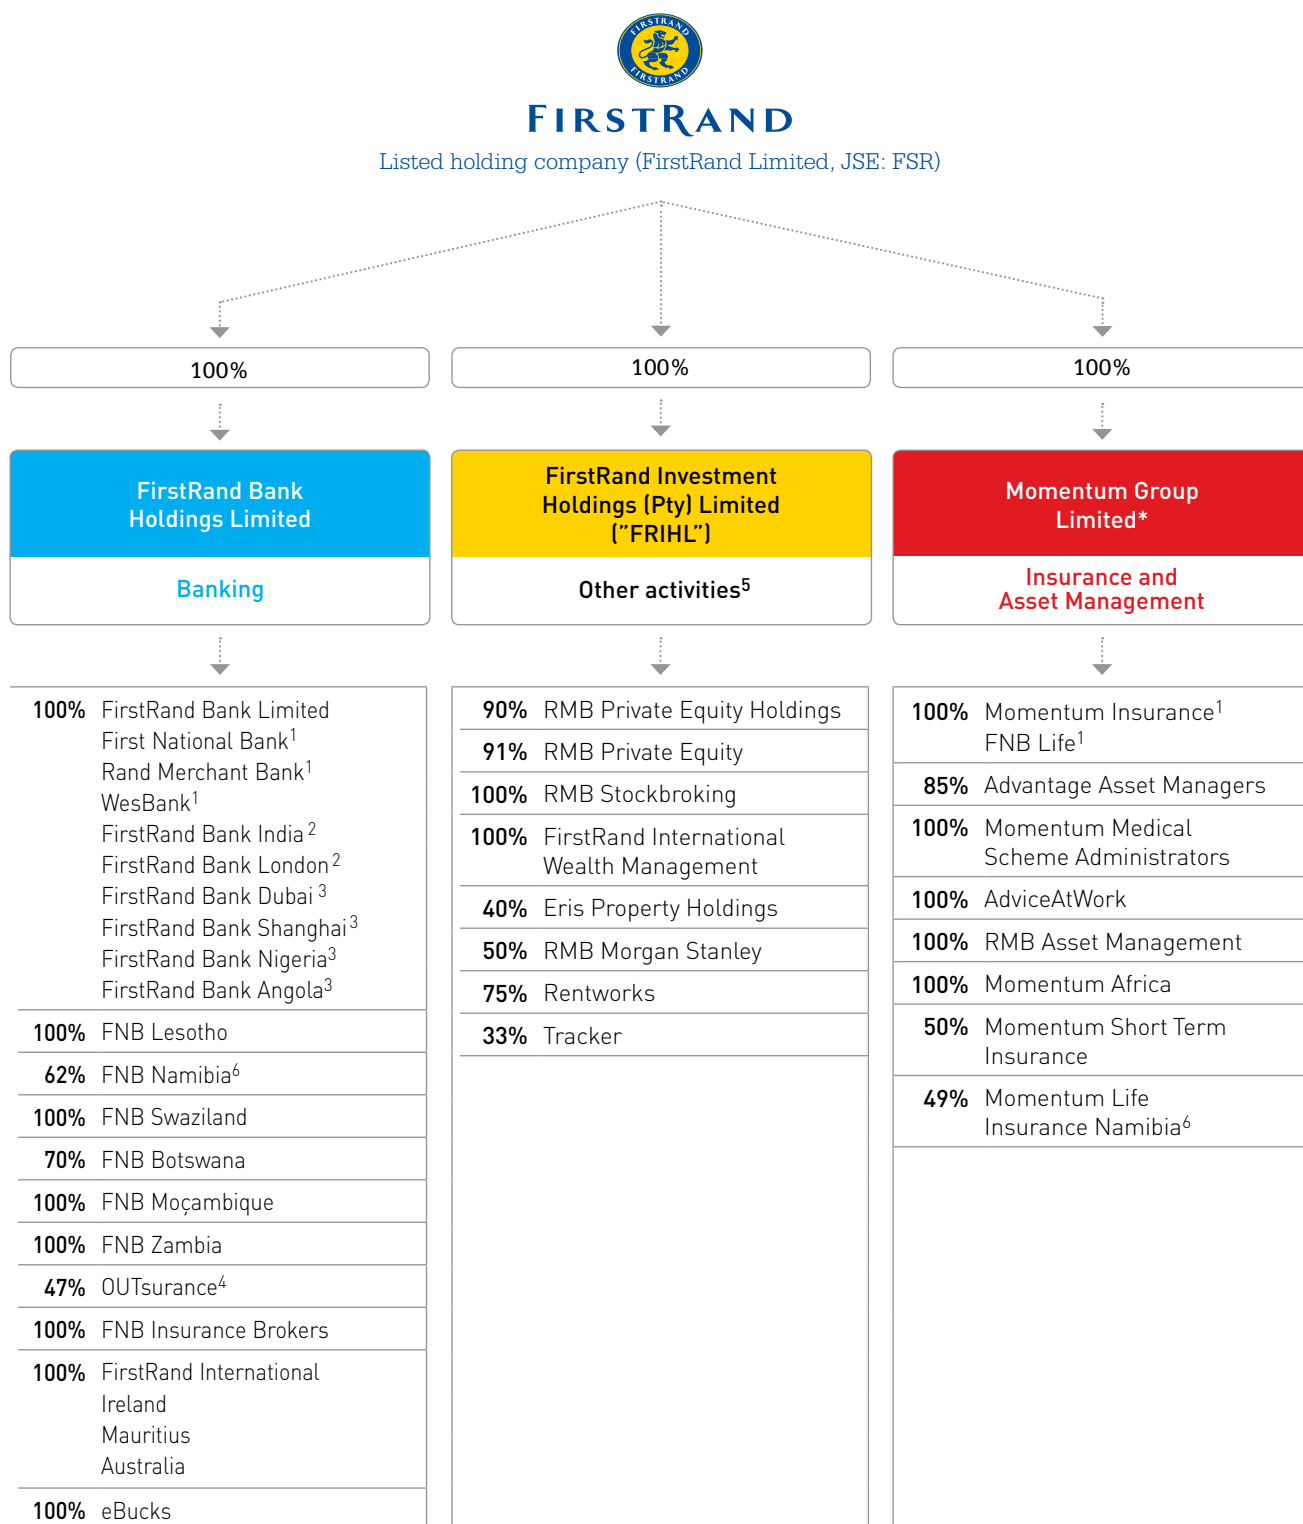 FIRSTRAND
FIRSTRAND
FIRSTRAND
Listed holding company (FirstRand Limited, JSE: FSR)
100%
100%
100%
FirstRand Bank
Holdings Limited
Banking
FirstRand Investment
Holdings (Pty) Limited
(”FRIHL”)
Other activities⁵
Momentum Group
Limited*
Insurance and
Asset Management
100% FirstRand Bank Limited
First National Bank¹
Rand Merchant Bank¹
WesBank¹
FirstRand Bank India²
FirstRand Bank London²
FirstRand Bank Dubai³
FirstRand Bank Shanghai³
FirstRand Bank Nigeria³
FirstRand Bank Angola³
100% FNB Lesotho
62% FNB Namibia⁶
100% FNB Swaziland
70% FNB Botswana
100% FNB Moçambique
100% FNB Zambia
47% OUTsurance⁴
100% FNB Insurance Brokers
100% FirstRand International
Ireland
Mauritius
Australia
100% eBucks
90% RMB Private Equity Holdings
91% RMB Private Equity
100% RMB Stockbroking
100% FirstRand International
Wealth Management
40% Eris Property Holdings
50% RMB Morgan Stanley
75% Rentworks
33% Tracker
100% Momentum Insurance¹
FNB Life¹
85% Advantage Asset Managers
100% Momentum Medical
Scheme Administrators
100% AdviceAtWork
100% RMB Asset Management
100% Momentum Africa
50% Momentum Short Term
Insurance
49% Momentum Life
Insurance Namibia⁶